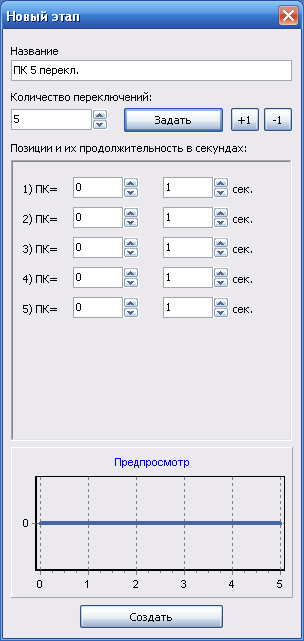 Новый этап
Название
ПК 5 перекл.
Количество переключений:
5 Задать +1 -1
Позиции и их продолжительность в секундах:
1) ПК= 0 1 сек.
2) ПК= 0 1 сек.
3) ПК= 0 1 сек.
4) ПК= 0 1 сек.
5) ПК= 0 1 сек.
Предпросмотр
0
0 1 2 3 4 5
Создать